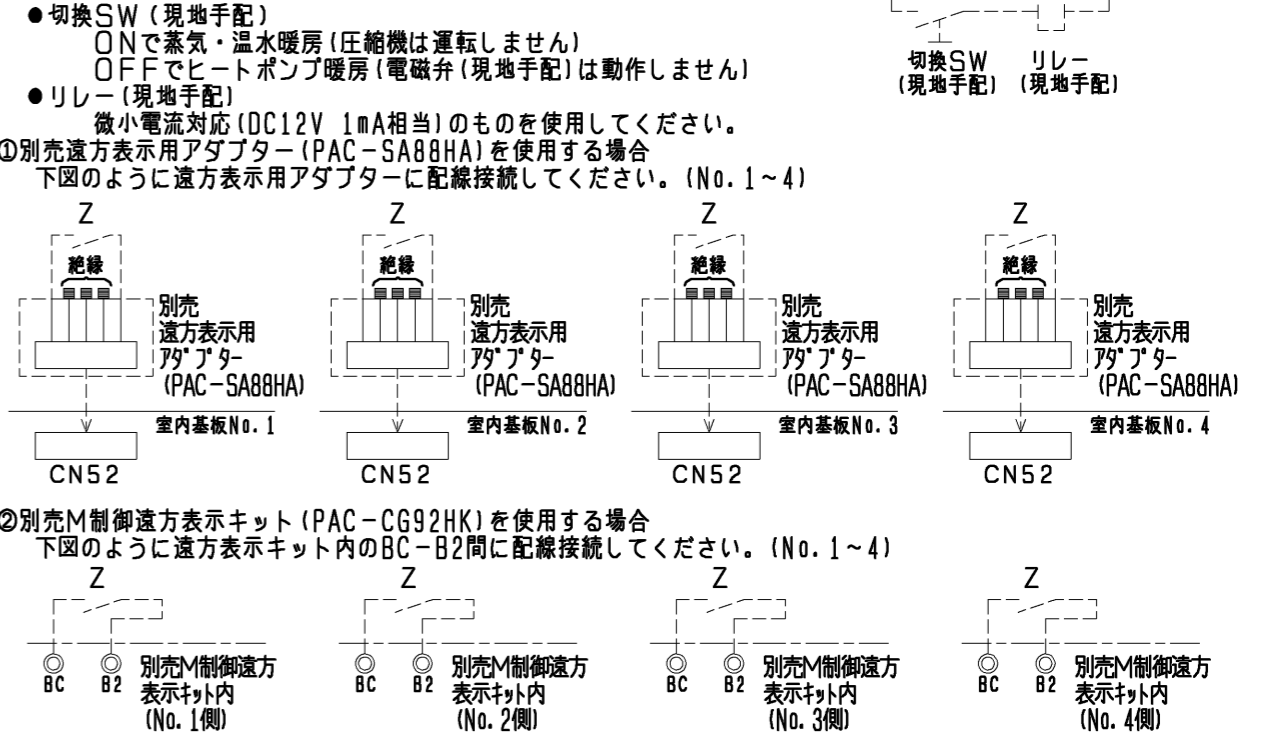 ●切換SW(現地手配)
ONで蒸気・温水暖房(圧縮機は運転しません)
OFFでヒートポンプ暖房(電磁弁(現地手配)は動作しません)
●リレー(現地手配)
微小電流対応(DC12V 1mA相当)のものを使用してください。
切換SW リレー
(現地手配) (現地手配)
①別売遠方表示用アダプター(PAC-SA88HA)を使用する場合
下図のように遠方表示用アダプターに配線接続してください。(No.1~4)
Z Z Z Z
絶縁 絶縁 絶縁 絶縁
別売 別売 別売 別売
遠方表示用 遠方表示用 遠方表示用 遠方表示用
アダプター アダプター アダプター アダプター
(PAC-SA88HA) (PAC-SA88HA) (PAC-SA88HA) (PAC-SA88HA)
室内基板No.1 室内基板No.2 室内基板No.3 室内基板No.4
CN52 CN52 CN52 CN52
②別売M制御遠方表示キット(PAC-CG92HK)を使用する場合
下図のように遠方表示キット内のBC-B2間に配線接続してください。(No.1~4)
Z Z Z Z
BC B2 別売M制御遠方 BC B2 別売M制御遠方 BC B2 別売M制御遠方 BC B2 別売M制御遠方
表示キット内 表示キット内 表示キット内 表示キット内
(No.1側) (No.2側) (No.3側) (No.4側)